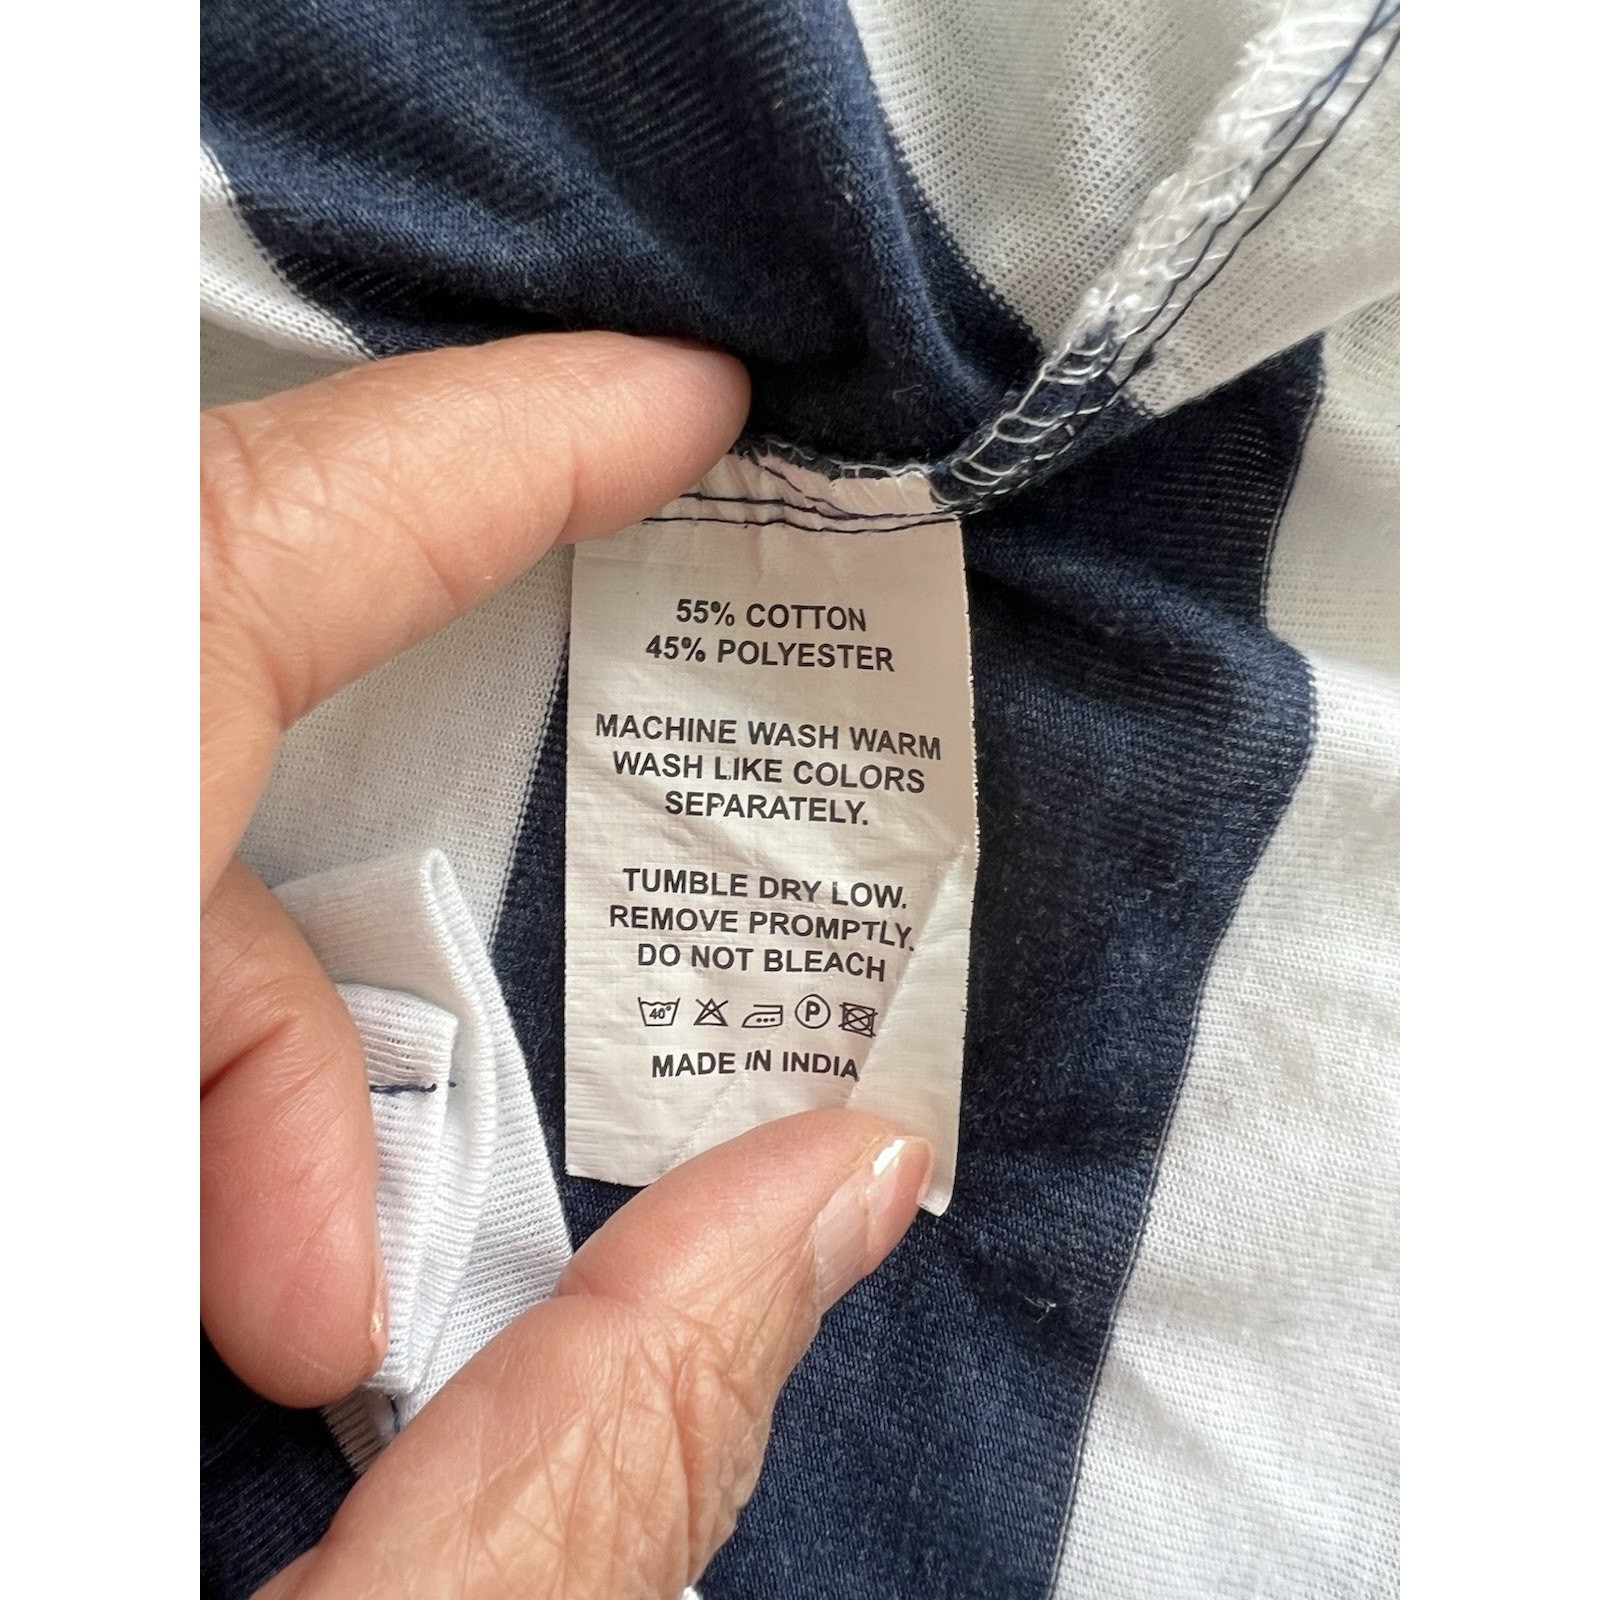 55% COTTON
45% POLYESTER
MACHINE WASH WARM
WASH LIKE COLORS
SEPARATELY.
TUMBLE DRY LOW.
REMOVE PROMPTLY.
DO NOT BLEACH
40° P
MADE IN INDIA